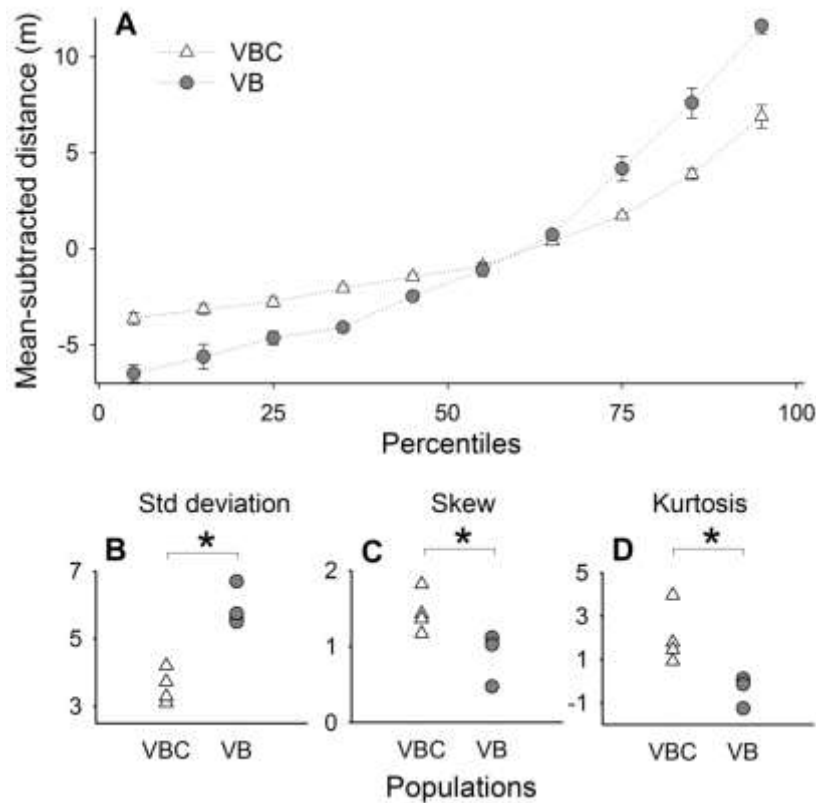 A
VBC
VB
Mean-subtracted distance (m)
10
5
0
-5
0 25 50 75 100
Percentiles
Std deviation Skew Kurtosis
B * C * D *
7
5
3
VBC VB
2
1
0
VBC VB
5
3
1
-1
VBC VB
Populations